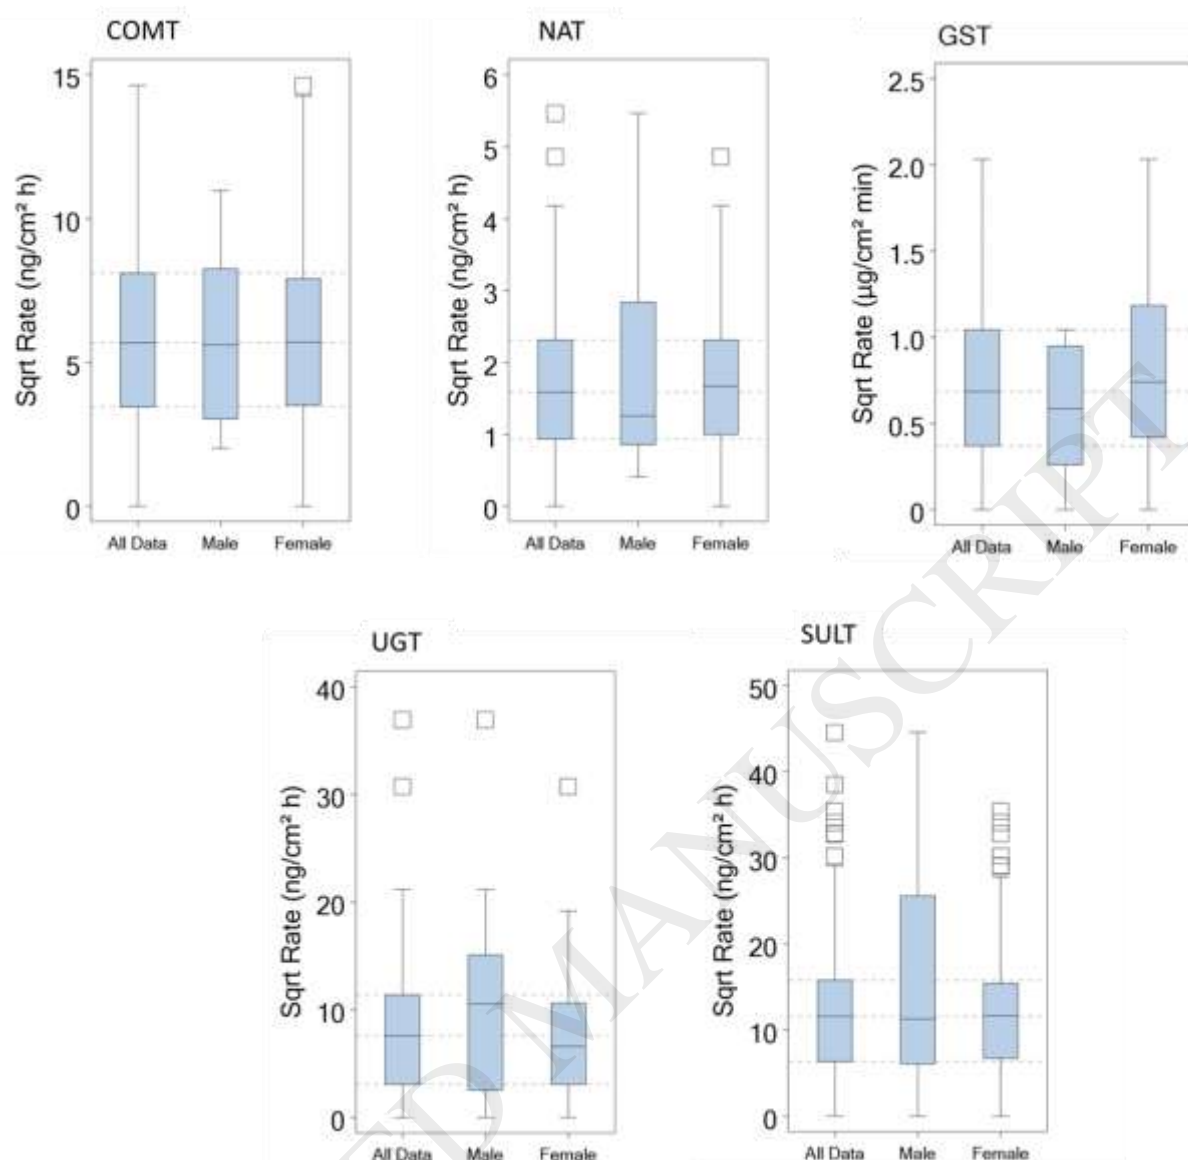 COMT
15
10
5
0
Sqrt Rate (ng/cm² h)
All Data Male Female
NAT
6
5
4
3
2
1
0
Sqrt Rate (ng/cm² h)
All Data Male Female
GST
2.5
2.0
1.5
1.0
0.5
0
Sqrt Rate (µg/cm² min)
All Data Male Female
UGT
40
30
20
10
0
Sqrt Rate (ng/cm² h)
All Data Male Female
SULT
50
40
30
20
10
0
Sqrt Rate (ng/cm² h)
All Data Male Female
ED MANUSCRIPT